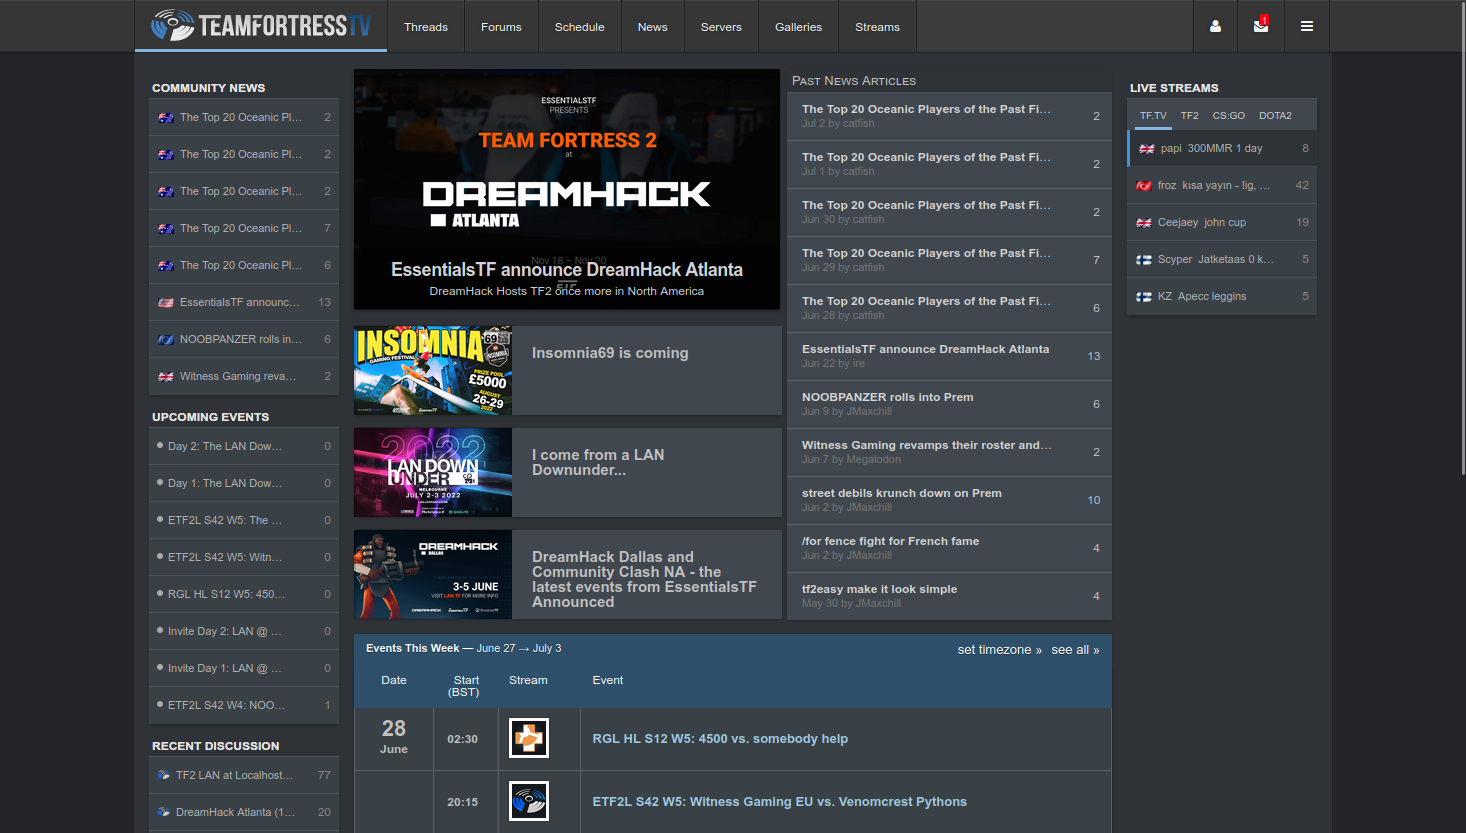 TEAMFORTRESSTV
Threads
Forums
Schedule
News
Servers
Galleries
Streams
1
COMMUNITY NEWS
The Top 20 Oceanic Pl... 2
The Top 20 Oceanic Pl... 2
The Top 20 Oceanic Pl... 2
The Top 20 Oceanic Pl... 7
The Top 20 Oceanic Pl... 6
EssentialsTF announc... 13
NOOBPANZER rolls in... 6
Witness Gaming reva... 2
UPCOMING EVENTS
Day 2: The LAN Dow... 0
Day 1: The LAN Dow... 0
ETF2L S42 W5: The ... 0
ETF2L S42 W5: Witn... 0
RGL HL S12 W5: 450... 0
Invite Day 2: LAN @ ... 0
Invite Day 1: LAN @ ... 0
ETF2L S42 W4: NOO... 1
RECENT DISCUSSION
TF2 LAN at Localhost... 77
DreamHack Atlanta (1... 20
ESSENTIALSTF
PRESENTS
TEAM FORTRESS 2
at
DREAMHACK
ATLANTA
Nov 18 – Nov 20
EssentialsTF announce DreamHack Atlanta
DreamHack Hosts TF2 once more in North America
INSOMNIA
69
GAMING FESTIVAL
PRIZE POOL
£5000
AUGUST
26-29
2022
Insomnia69 is coming
2022
LAN DOWN
UNDER
MELBOURNE
JULY 2-3 2022
I come from a LAN
Downunder...
DREAMHACK
DALLAS
3-5 JUNE
VISIT LAN.TF FOR MORE INFO
DREAMHACK
DreamHack Dallas and
Community Clash NA - the
latest events from EssentialsTF
Announced
PAST NEWS ARTICLES
The Top 20 Oceanic Players of the Past Fi... 2
Jul 2 by catfish
The Top 20 Oceanic Players of the Past Fi... 2
Jul 1 by catfish
The Top 20 Oceanic Players of the Past Fi... 2
Jun 30 by catfish
The Top 20 Oceanic Players of the Past Fi... 7
Jun 29 by catfish
The Top 20 Oceanic Players of the Past Fi... 6
Jun 28 by catfish
EssentialsTF announce DreamHack Atlanta 13
Jun 22 by ire
NOOBPANZER rolls into Prem 6
Jun 9 by JMaxchill
Witness Gaming revamps their roster and... 2
Jun 7 by Megalodon
street debils krunch down on Prem 10
Jun 2 by JMaxchill
/for fence fight for French fame 4
Jun 2 by JMaxchill
tf2easy make it look simple 4
May 30 by JMaxchill
Events This Week — June 27 → July 3
set timezone » see all »
Date
Start
(BST)
Stream
Event
28
June
02:30
RGL HL S12 W5: 4500 vs. somebody help
20:15
ETF2L S42 W5: Witness Gaming EU vs. Venomcrest Pythons
LIVE STREAMS
TF.TV TF2 CS:GO DOTA2
papi 300MMR 1 day 8
froz kısa yayın - !ig, ... 42
Ceejaey john cup 19
Scyper Jatketaas 0 k... 5
KZ Apecc leggins 5